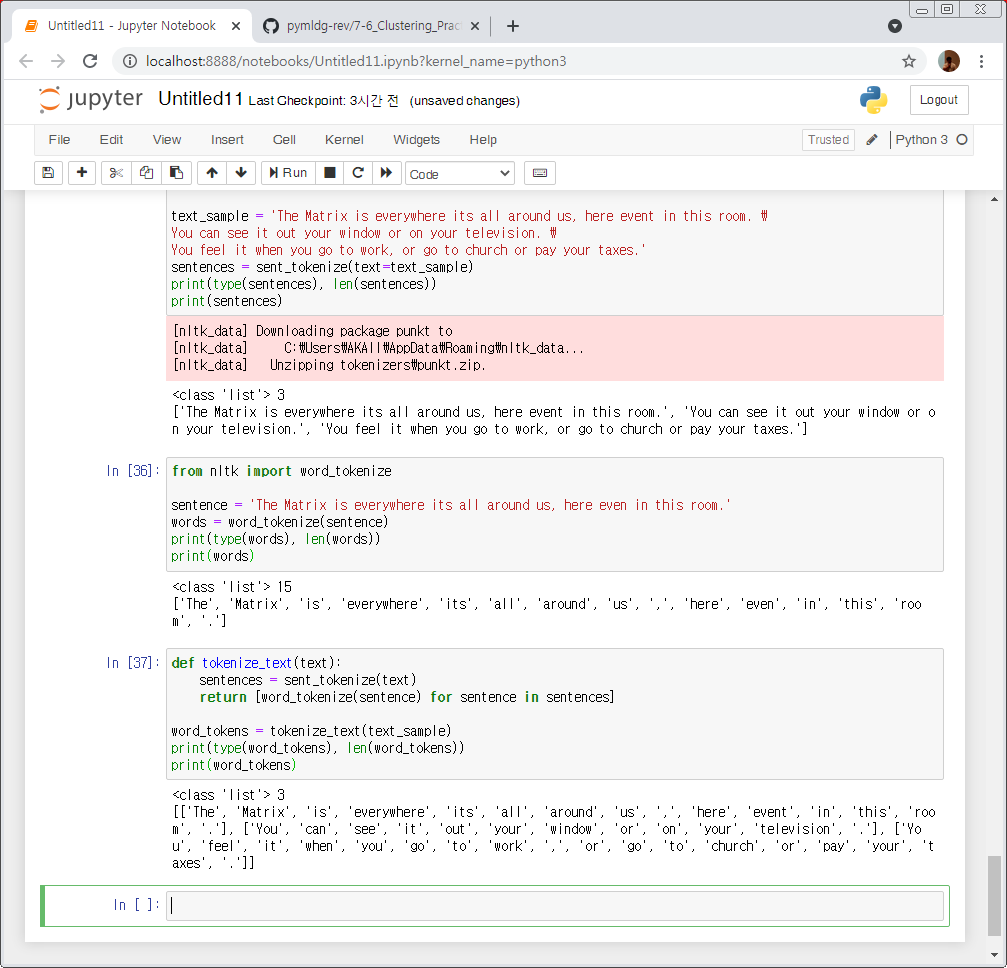 Untitled11 - Jupyter Notebook
pymldg-rev/7-6_Clustering_Prac
localhost:8888/notebooks/Untitled11.ipynb?kernel_name=python3
jupyter Untitled11 Last Checkpoint: 3시간 전 (unsaved changes)
Logout
File Edit View Insert Cell Kernel Widgets Help
Trusted Python 3
Run Code
text_sample = 'The Matrix is everywhere its all around us, here event in this room. ₩
You can see it out your window or on your television. ₩
You feel it when you go to work, or go to church or pay your taxes.'
sentences = sent_tokenize(text=text_sample)
print(type(sentences), len(sentences))
print(sentences)
[nltk_data] Downloading package punkt to
[nltk_data]     C:₩Users₩AKAII₩AppData₩Roaming₩nltk_data...
[nltk_data]   Unzipping tokenizers₩punkt.zip.
<class 'list'> 3
['The Matrix is everywhere its all around us, here event in this room.', 'You can see it out your window or o
n your television.', 'You feel it when you go to work, or go to church or pay your taxes.']
In [36]: from nltk import word_tokenize
sentence = 'The Matrix is everywhere its all around us, here even in this room.'
words = word_tokenize(sentence)
print(type(words), len(words))
print(words)
<class 'list'> 15
['The', 'Matrix', 'is', 'everywhere', 'its', 'all', 'around', 'us', ',', 'here', 'even', 'in', 'this', 'roo
m', '.']
In [37]: def tokenize_text(text):
    sentences = sent_tokenize(text)
    return [word_tokenize(sentence) for sentence in sentences]
word_tokens = tokenize_text(text_sample)
print(type(word_tokens), len(word_tokens))
print(word_tokens)
<class 'list'> 3
[['The', 'Matrix', 'is', 'everywhere', 'its', 'all', 'around', 'us', ',', 'here', 'event', 'in', 'this', 'roo
m', '.'], ['You', 'can', 'see', 'it', 'out', 'your', 'window', 'or', 'on', 'your', 'television', '.'], ['Yo
u', 'feel', 'it', 'when', 'you', 'go', 'to', 'work', ',', 'or', 'go', 'to', 'church', 'or', 'pay', 'your', 't
axes', '.']]
In [ ]: